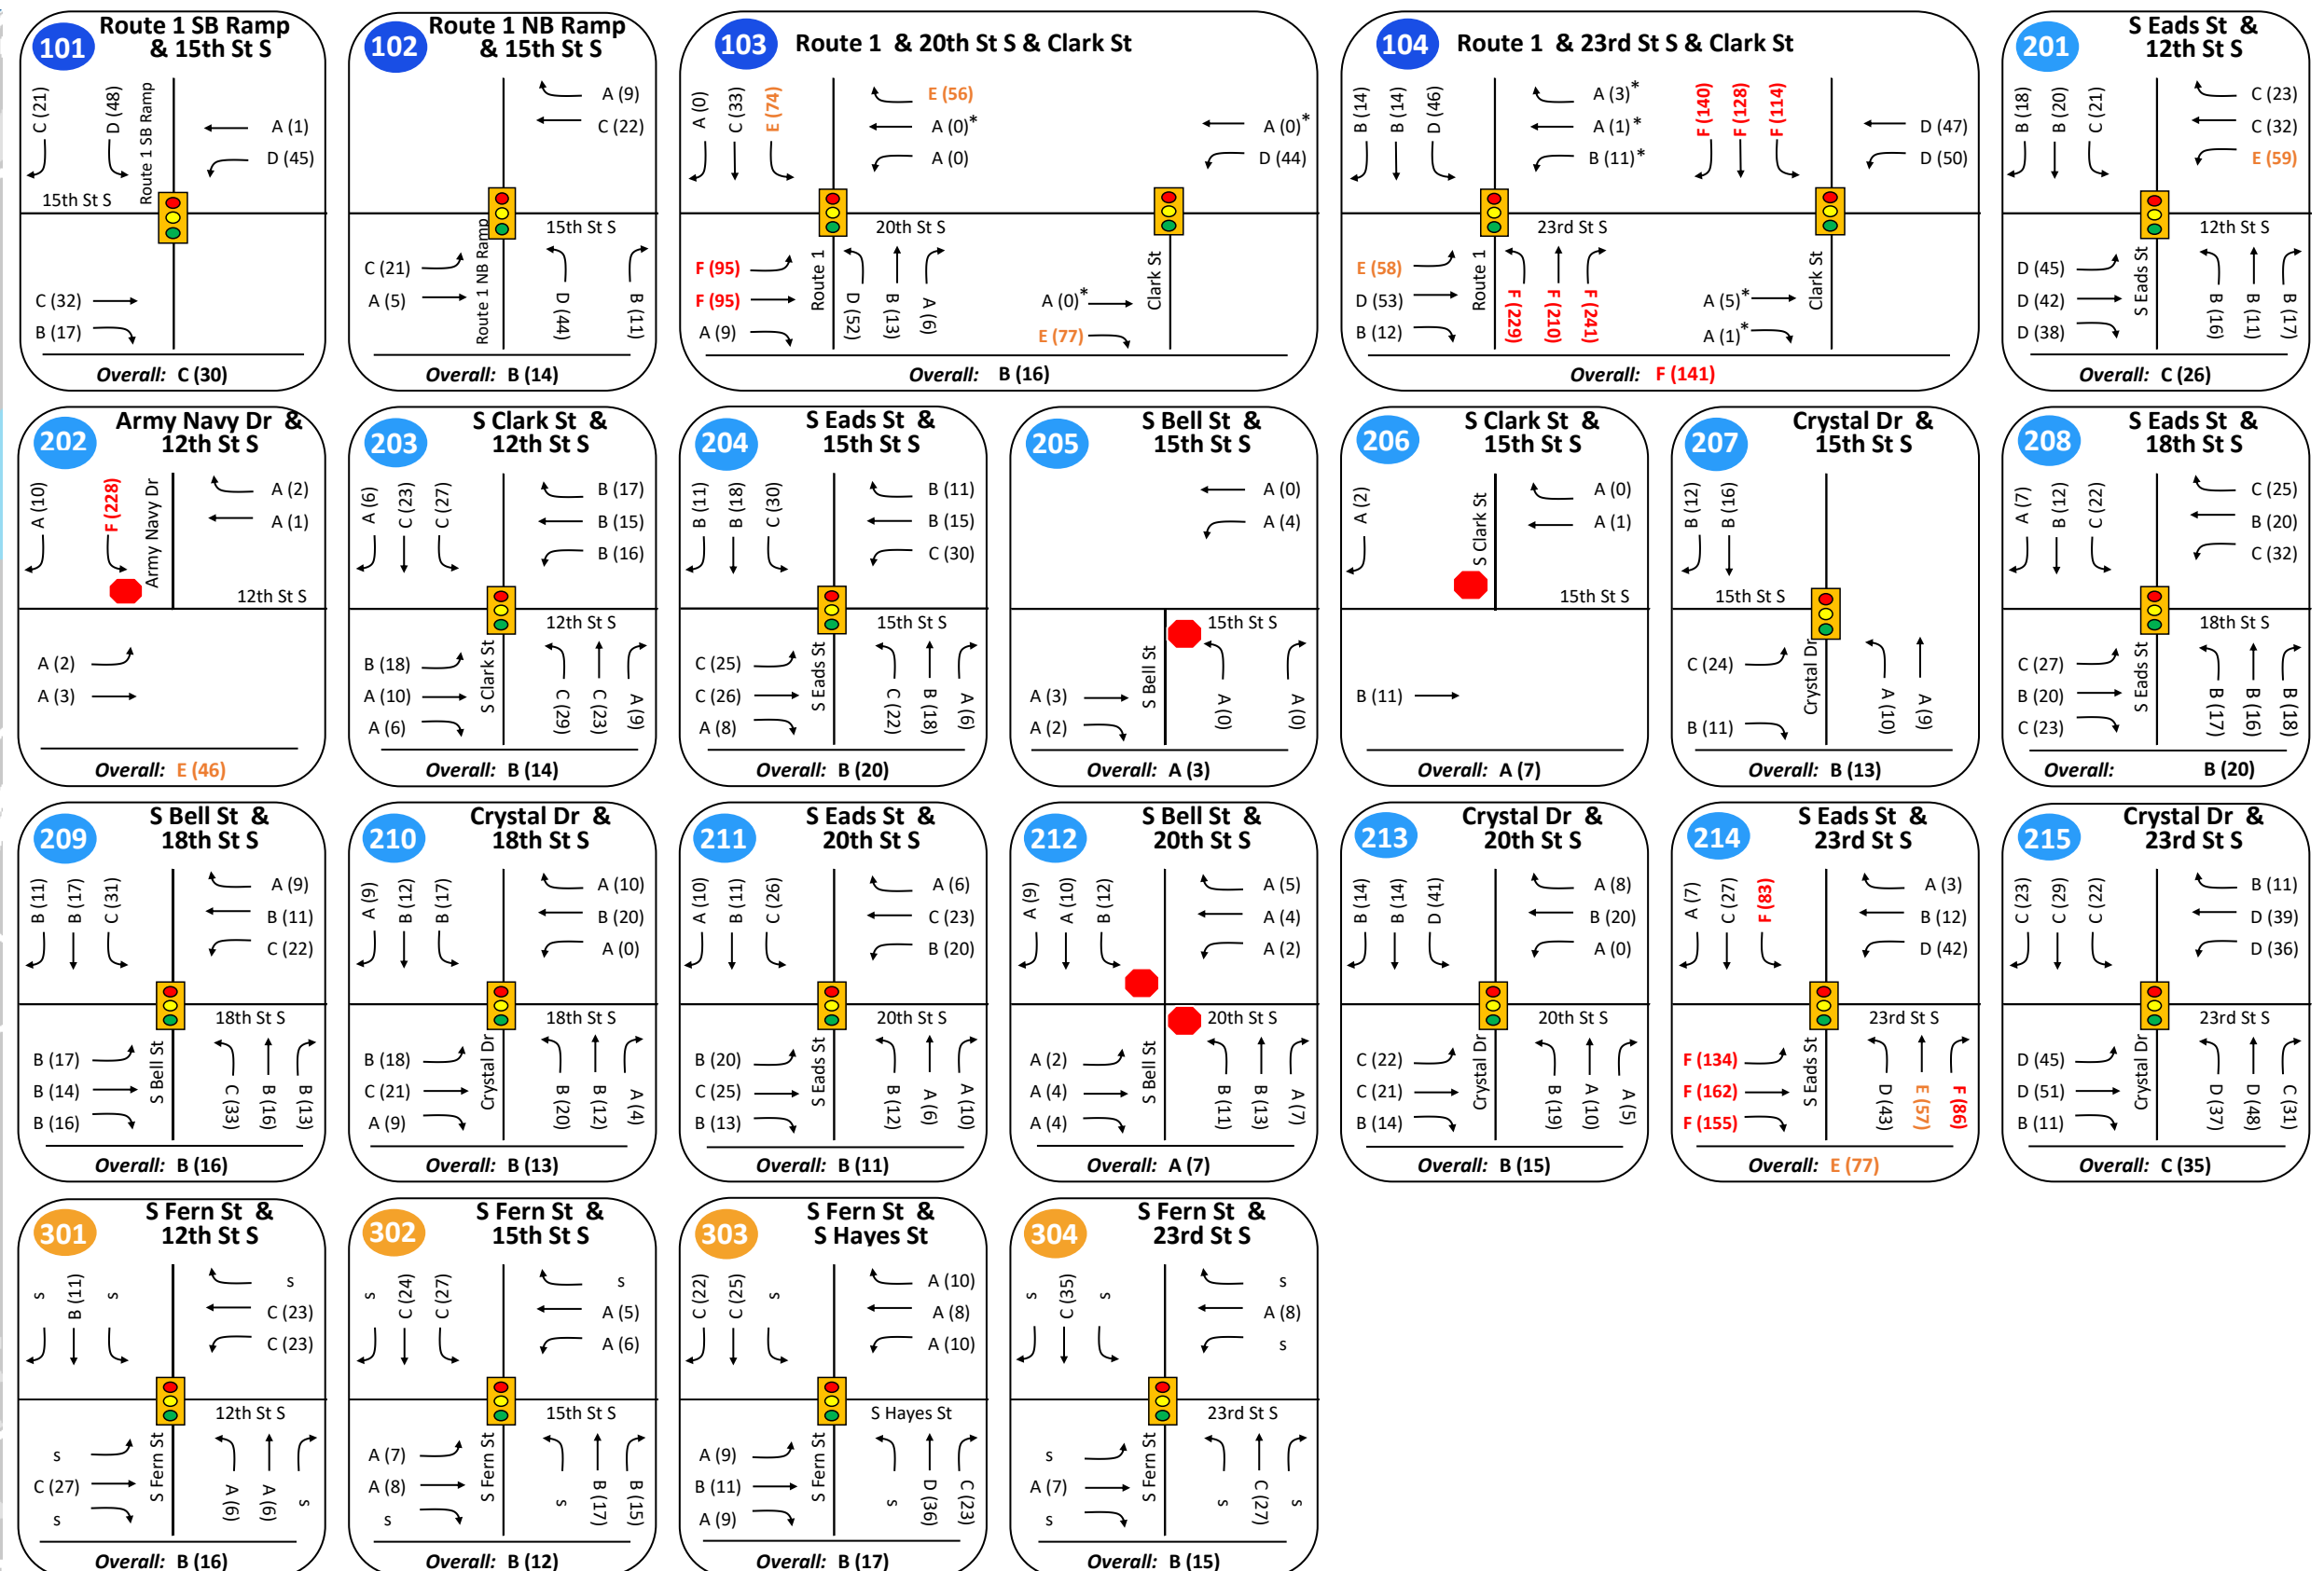 101
Route 1 SB Ramp
& 15th St S
C (21)
D (48)
Route 1 SB Ramp
A (1)
D (45)
15th St S
C (32)
B (17)
Overall: C (30)
102
Route 1 NB Ramp
& 15th St S
A (9)
C (22)
15th St S
C (21)
A (5)
Route 1 NB Ramp
D (44)
B (11)
Overall: B (14)
103
Route 1 & 20th St S & Clark St
A (0)
C (33)
E (74)
E (56)
A (0)*
A (0)
A (0)*
D (44)
20th St S
F (95)
F (95)
A (9)
Route 1
D (52)
B (13)
A (6)
A (0)*
E (77)
Clark St
Overall: B (16)
104
Route 1 & 23rd St S & Clark St
B (14)
B (14)
D (46)
A (3)*
A (1)*
B (11)*
F (140)
F (128)
F (114)
D (47)
D (50)
23rd St S
E (58)
D (53)
B (12)
Route 1
F (229)
F (210)
F (241)
A (5)*
A (1)*
Clark St
Overall: F (141)
201
S Eads St &
12th St S
B (18)
B (20)
C (21)
C (23)
C (32)
E (59)
12th St S
D (45)
D (42)
D (38)
S Eads St
B (16)
B (11)
B (17)
Overall: C (26)
202
Army Navy Dr &
12th St S
A (10)
F (228)
Army Navy Dr
A (2)
A (1)
12th St S
A (2)
A (3)
Overall: E (46)
203
S Clark St &
12th St S
A (6)
C (23)
C (27)
B (17)
B (15)
B (16)
12th St S
B (18)
A (10)
A (6)
S Clark St
C (29)
C (23)
A (9)
Overall: B (14)
204
S Eads St &
15th St S
B (11)
B (18)
C (30)
B (11)
B (15)
C (30)
15th St S
C (25)
C (26)
A (8)
S Eads St
C (22)
B (18)
A (6)
Overall: B (20)
205
S Bell St &
15th St S
A (0)
A (4)
15th St S
A (3)
A (2)
S Bell St
A (0)
A (0)
Overall: A (3)
206
S Clark St &
15th St S
A (2)
S Clark St
A (0)
A (1)
15th St S
B (11)
Overall: A (7)
207
Crystal Dr &
15th St S
B (12)
B (16)
15th St S
C (24)
B (11)
Crystal Dr
A (10)
A (9)
Overall: B (13)
208
S Eads St &
18th St S
A (7)
B (12)
C (22)
C (25)
B (20)
C (32)
18th St S
C (27)
B (20)
C (23)
S Eads St
B (17)
B (16)
B (18)
Overall: B (20)
209
S Bell St &
18th St S
B (11)
B (17)
C (31)
A (9)
B (11)
C (22)
18th St S
B (17)
B (14)
B (16)
S Bell St
C (33)
B (16)
B (13)
Overall: B (16)
210
Crystal Dr &
18th St S
A (9)
B (12)
B (17)
A (10)
B (20)
A (0)
18th St S
B (18)
C (21)
A (9)
Crystal Dr
B (20)
B (12)
A (4)
Overall: B (13)
211
S Eads St &
20th St S
A (10)
B (11)
C (26)
A (6)
C (23)
B (20)
20th St S
B (20)
C (25)
B (13)
S Eads St
B (12)
A (6)
A (10)
Overall: B (11)
212
S Bell St &
20th St S
A (9)
A (10)
B (12)
A (5)
A (4)
A (2)
20th St S
A (2)
A (4)
A (4)
S Bell St
B (11)
B (13)
A (7)
Overall: A (7)
213
Crystal Dr &
20th St S
B (14)
B (14)
D (41)
A (8)
B (20)
A (0)
20th St S
C (22)
C (21)
B (14)
Crystal Dr
B (19)
A (10)
A (5)
Overall: B (15)
214
S Eads St &
23rd St S
A (7)
C (27)
F (83)
A (3)
B (12)
D (42)
23rd St S
F (134)
F (162)
F (155)
S Eads St
D (43)
E (57)
F (86)
Overall: E (77)
215
Crystal Dr &
23rd St S
C (23)
C (29)
C (22)
B (11)
D (39)
D (36)
23rd St S
D (45)
D (51)
B (11)
Crystal Dr
D (37)
D (48)
C (31)
Overall: C (35)
301
S Fern St &
12th St S
s
B (11)
s
s
C (23)
C (23)
12th St S
s
C (27)
s
S Fern St
A (6)
A (6)
s
Overall: B (16)
302
S Fern St &
15th St S
s
C (24)
C (27)
s
A (5)
A (6)
15th St S
A (7)
A (8)
s
S Fern St
s
B (17)
B (15)
Overall: B (12)
303
S Fern St &
S Hayes St
C (22)
C (25)
s
A (10)
A (8)
A (10)
S Hayes St
A (9)
B (11)
A (9)
S Fern St
s
D (36)
C (23)
Overall: B (17)
304
S Fern St &
23rd St S
s
C (35)
s
s
A (8)
s
23rd St S
s
A (7)
s
S Fern St
s
C (27)
s
Overall: B (15)